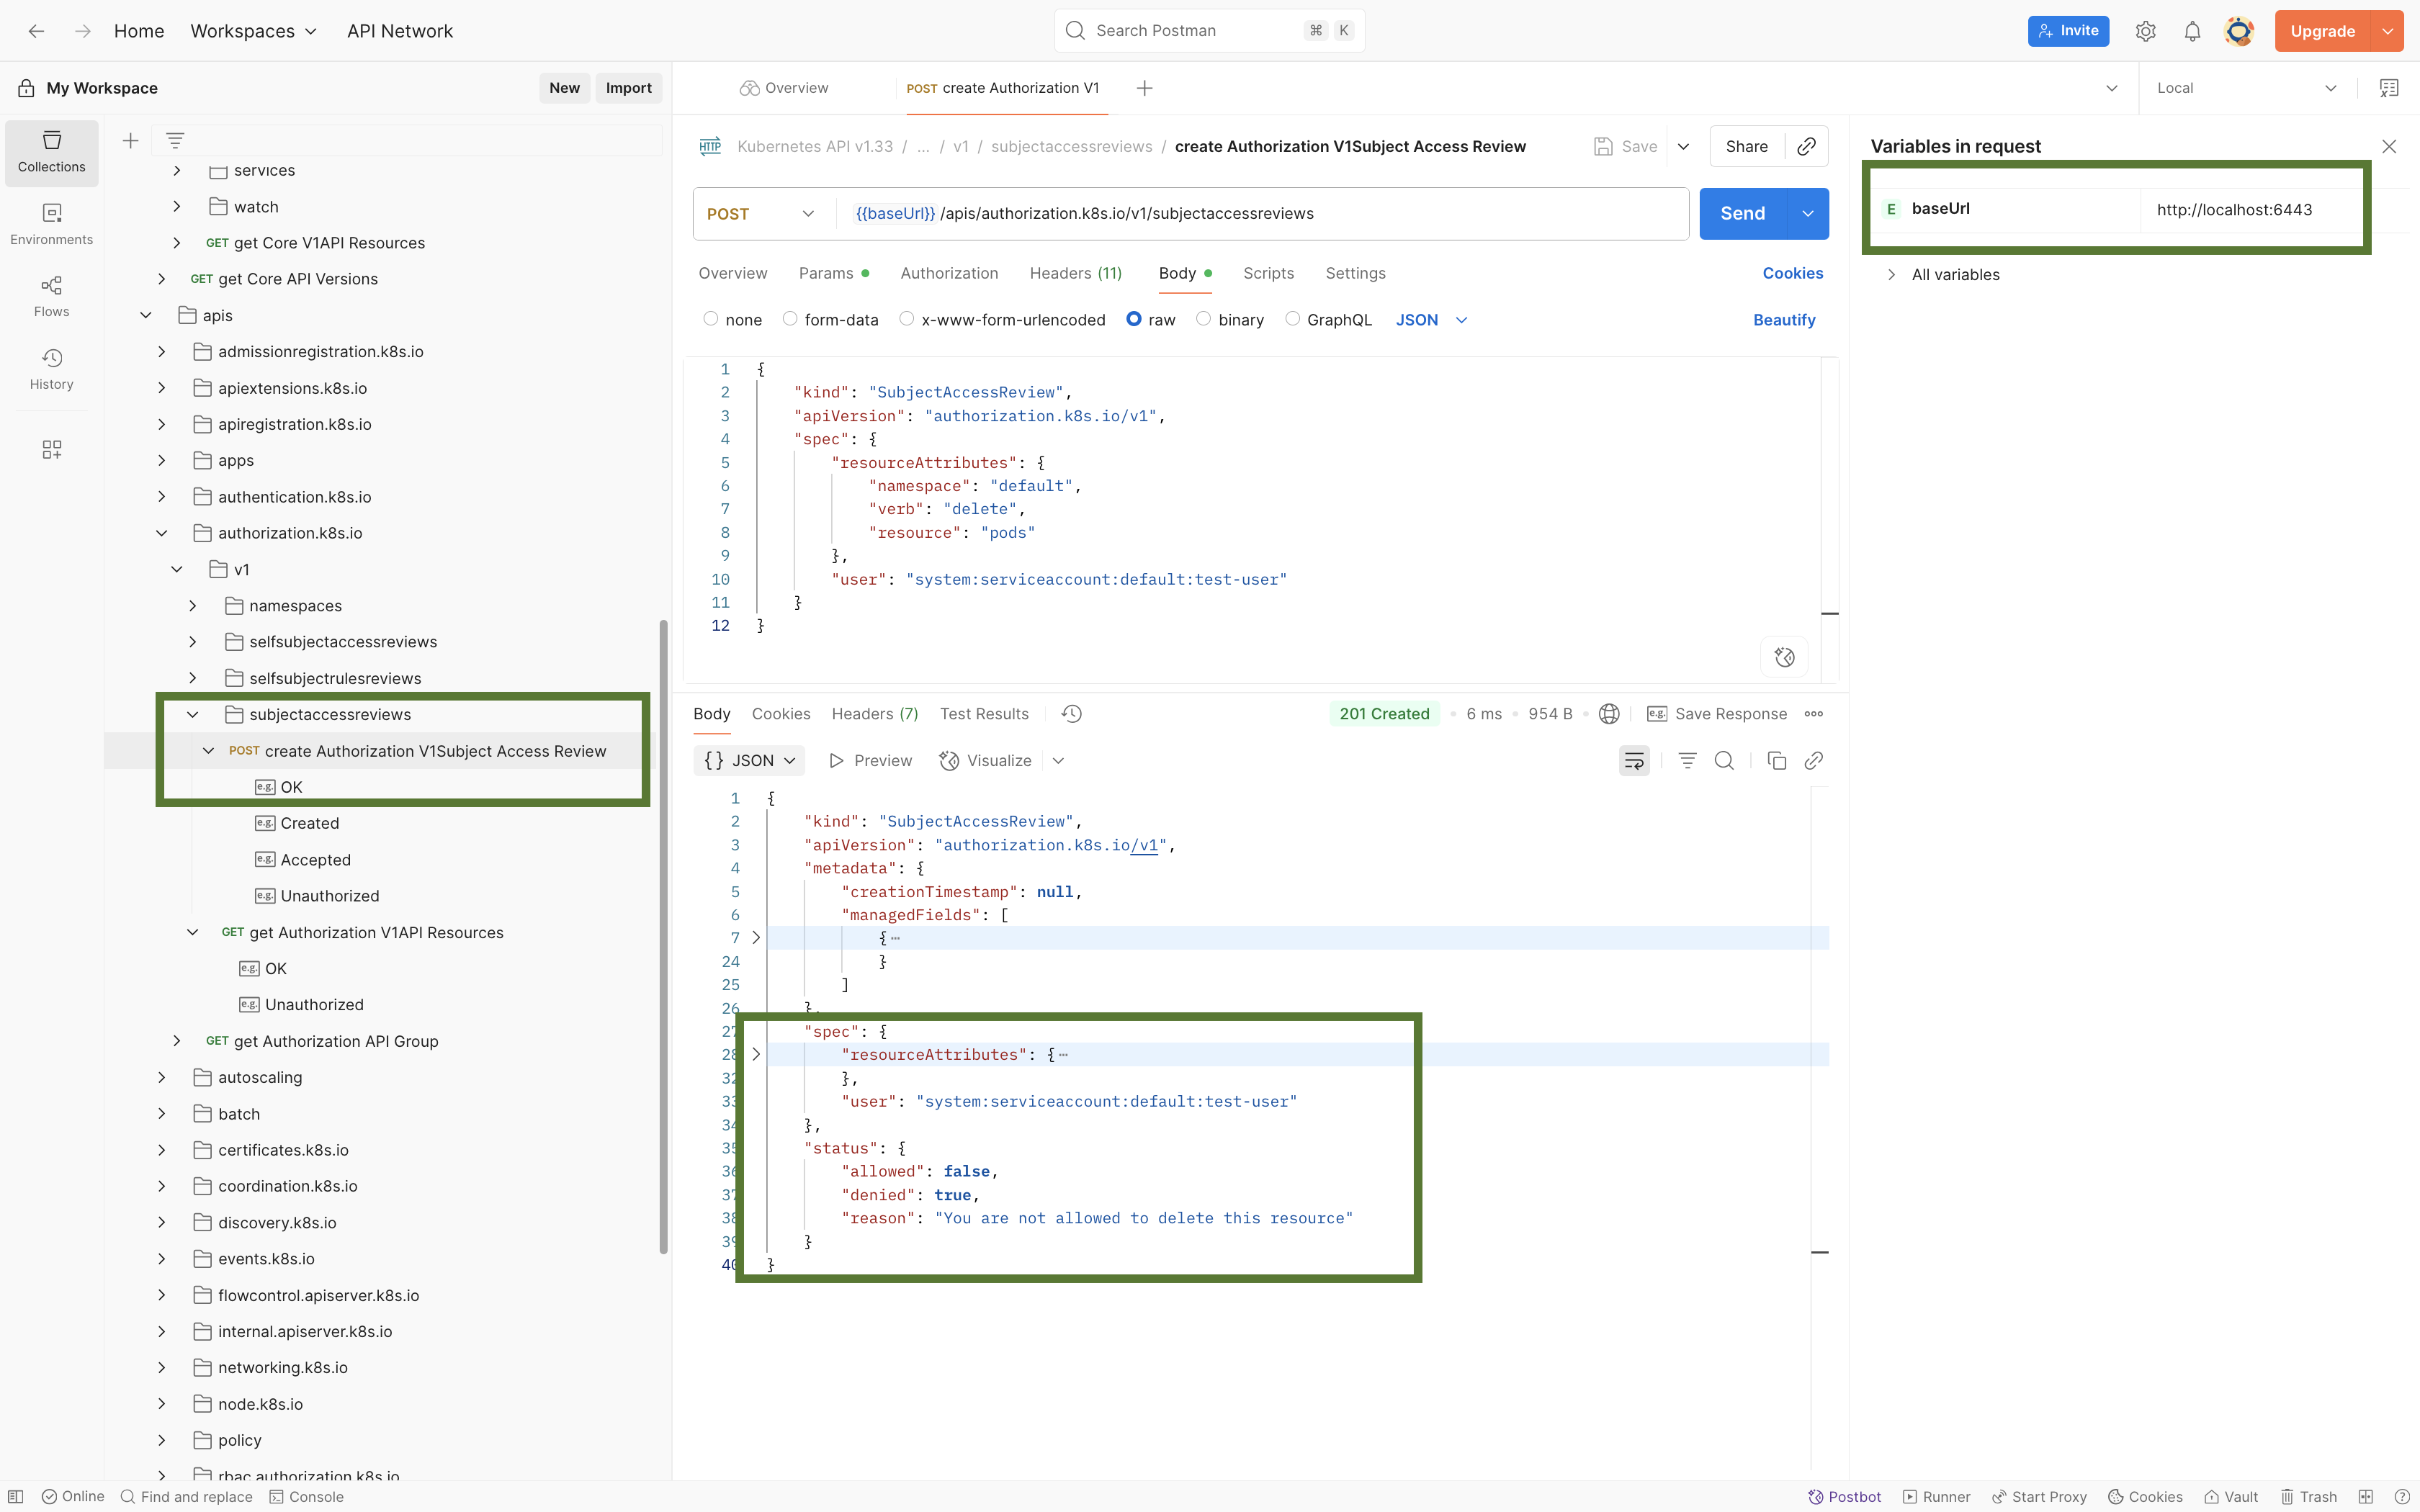 Home Workspaces API Network Search Postman ⌘ K Invite Upgrade
My Workspace New Import Overview POST create Authorization V1 Local
Collections
Environments
Flows
History
services
watch
GET get Core V1API Resources
GET get Core API Versions
apis
admissionregistration.k8s.io
apiextensions.k8s.io
apiregistration.k8s.io
apps
authentication.k8s.io
authorization.k8s.io
v1
namespaces
selfsubjectaccessreviews
selfsubjectrulesreviews
subjectaccessreviews
POST create Authorization V1Subject Access Review
e.g. OK
e.g. Created
e.g. Accepted
e.g. Unauthorized
GET get Authorization V1API Resources
e.g. OK
e.g. Unauthorized
GET get Authorization API Group
autoscaling
batch
certificates.k8s.io
coordination.k8s.io
discovery.k8s.io
events.k8s.io
flowcontrol.apiserver.k8s.io
internal.apiserver.k8s.io
networking.k8s.io
node.k8s.io
policy
rbac.authorization.k8s.io
HTTP Kubernetes API v1.33 / ... / v1 / subjectaccessreviews / create Authorization V1Subject Access Review Save Share
POST {{baseUrl}} /apis/authorization.k8s.io/v1/subjectaccessreviews Send
Overview Params Authorization Headers (11) Body Scripts Settings Cookies
none form-data x-www-form-urlencoded raw binary GraphQL JSON Beautify
1 {
2 "kind": "SubjectAccessReview",
3 "apiVersion": "authorization.k8s.io/v1",
4 "spec": {
5 "resourceAttributes": {
6 "namespace": "default",
7 "verb": "delete",
8 "resource": "pods"
9 },
10 "user": "system:serviceaccount:default:test-user"
11 }
12 }
Body Cookies Headers (7) Test Results 201 Created 6 ms 954 B e.g. Save Response
{} JSON Preview Visualize
1 {
2 "kind": "SubjectAccessReview",
3 "apiVersion": "authorization.k8s.io/v1",
4 "metadata": {
5 "creationTimestamp": null,
6 "managedFields": [
7 {⋯
24 }
25 ]
26 },
27 "spec": {
28 "resourceAttributes": {⋯
32 },
33 "user": "system:serviceaccount:default:test-user"
34 },
35 "status": {
36 "allowed": false,
37 "denied": true,
38 "reason": "You are not allowed to delete this resource"
39 }
40 }
Variables in request
E baseUrl http://localhost:6443
All variables
Online Find and replace Console Postbot Runner Start Proxy Cookies Vault Trash